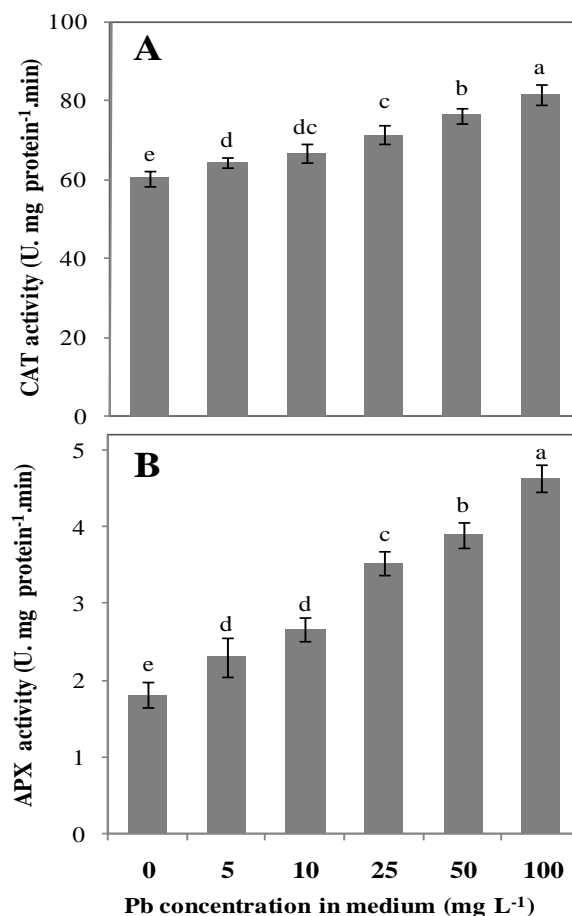 A
CAT activity (U. mg protein⁻¹.min)
100
80
60
40
20
0
e
d
dc
c
b
a
B
APX activity (U. mg protein⁻¹.min)
5
4
3
2
1
0
e
d
d
c
b
a
0 5 10 25 50 100
Pb concentration in medium (mg L⁻¹)